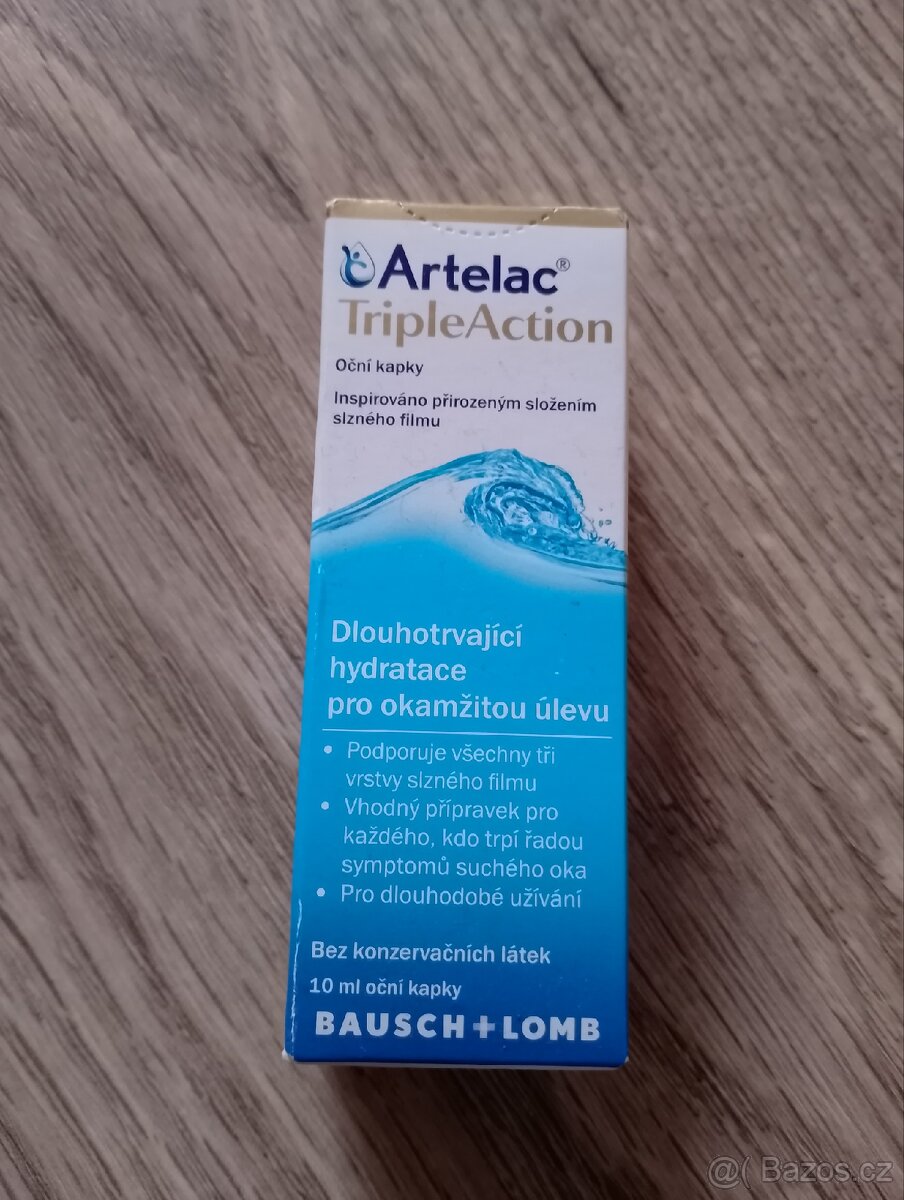 Artelac®
TripleAction
Oční kapky
Inspirováno přirozeným složením
slzného filmu
Dlouhotrvající
hydratace
pro okamžitou úlevu
• Podporuje všechny tři
vrstvy slzného filmu
• Vhodný přípravek pro
každého, kdo trpí řadou
symptomů suchého oka
• Pro dlouhodobé užívání
Bez konzervačních látek
10 ml oční kapky
BAUSCH + LOMB
@( Bazos.cz